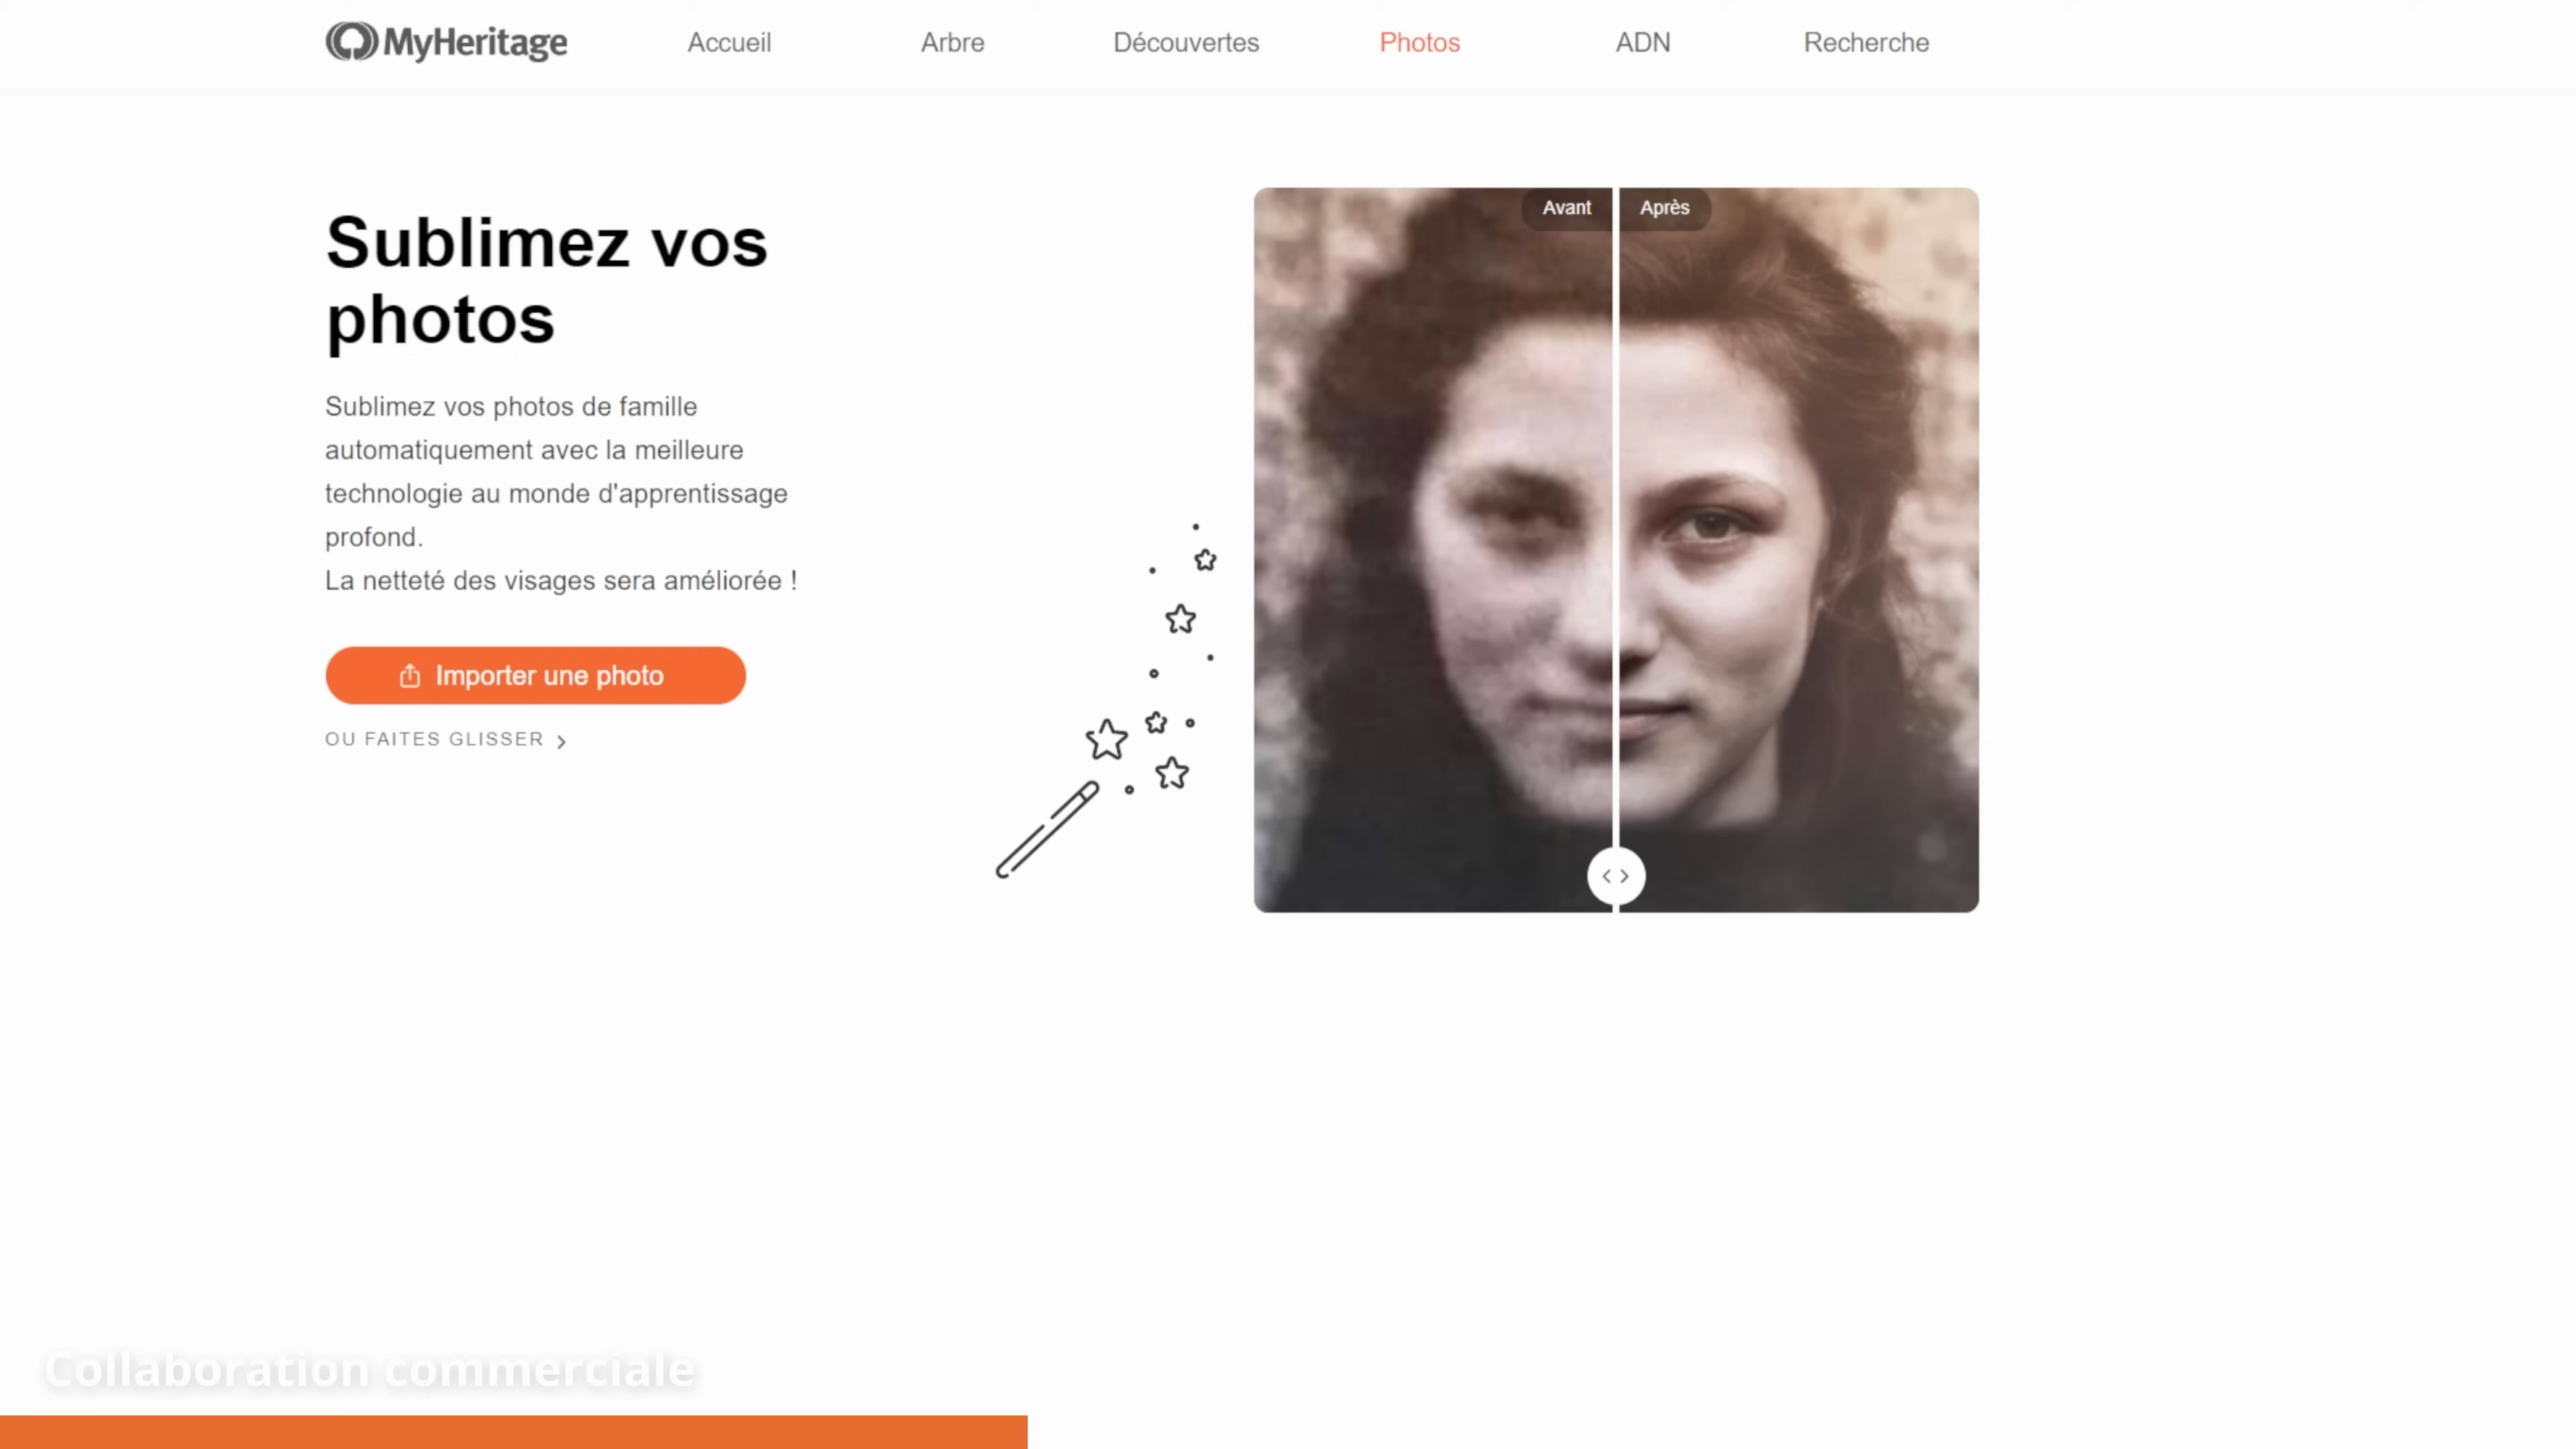 MyHeritage
Accueil
Arbre
Découvertes
Photos
ADN
Recherche
Sublimez vos
photos
Sublimez vos photos de famille
automatiquement avec la meilleure
technologie au monde d'apprentissage
profond.
La netteté des visages sera améliorée !
Importer une photo
OU FAITES GLISSER
Avant
Après
Collaboration commerciale